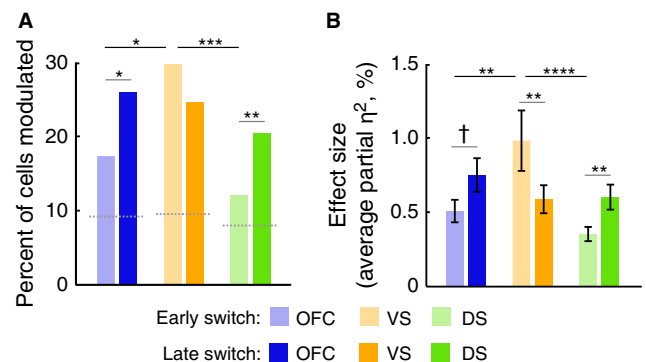 A
B
Percent of cells modulated
30
20
10
0
*
*
***
**
Effect size
(average partial η², %)
1.5
1.0
0.5
0
**
****
†
**
**
Early switch: OFC VS DS
Late switch: OFC VS DS